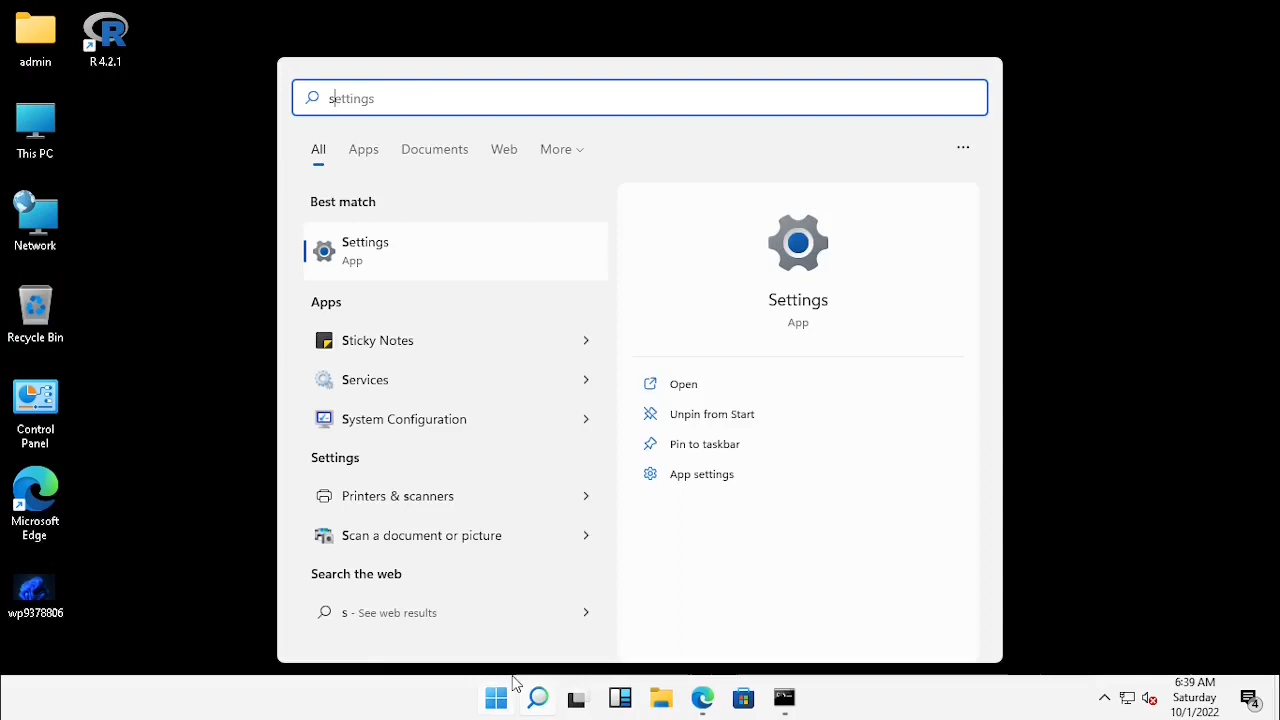 admin
R 4.2.1
This PC
Network
Recycle Bin
Control
Panel
Microsoft
Edge
wp9378806
settings
All
Apps
Documents
Web
More
Best match
Settings
App
Apps
Sticky Notes
Services
System Configuration
Settings
Printers & scanners
Scan a document or picture
Search the web
s - See web results
Settings
App
Open
Unpin from Start
Pin to taskbar
App settings
6:39 AM
Saturday
10/1/2022
4